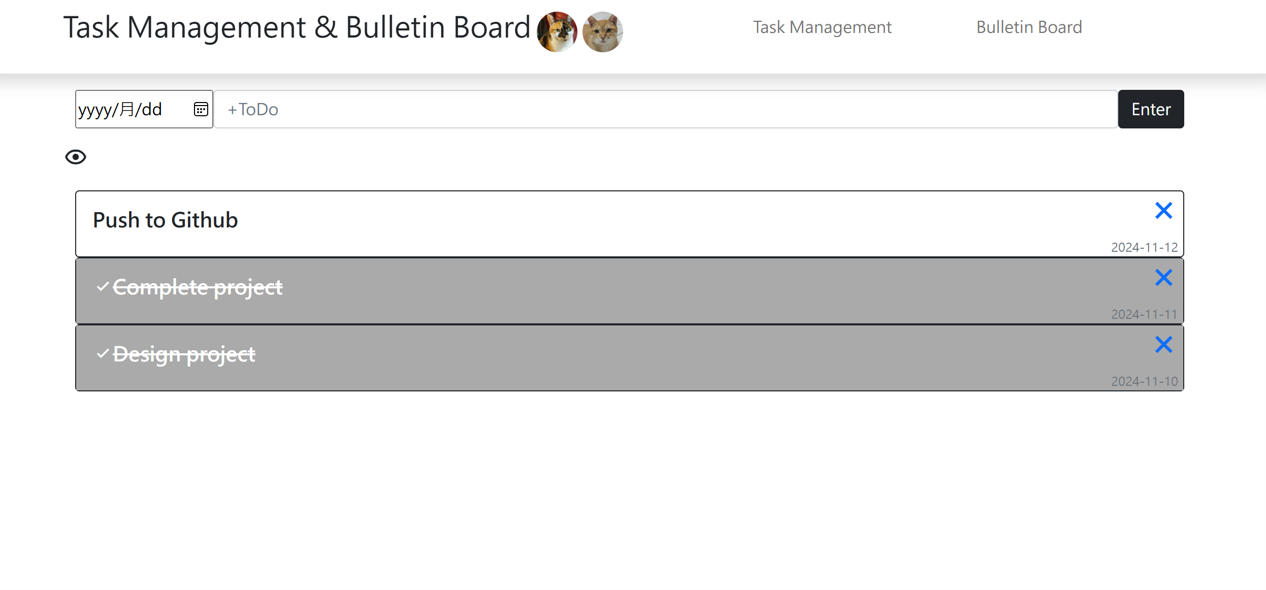 Task Management & Bulletin Board
Task Management
Bulletin Board
yyyy/月/dd
+ToDo
Enter
Push to Github
2024-11-12
Complete project
2024-11-11
Design project
2024-11-10